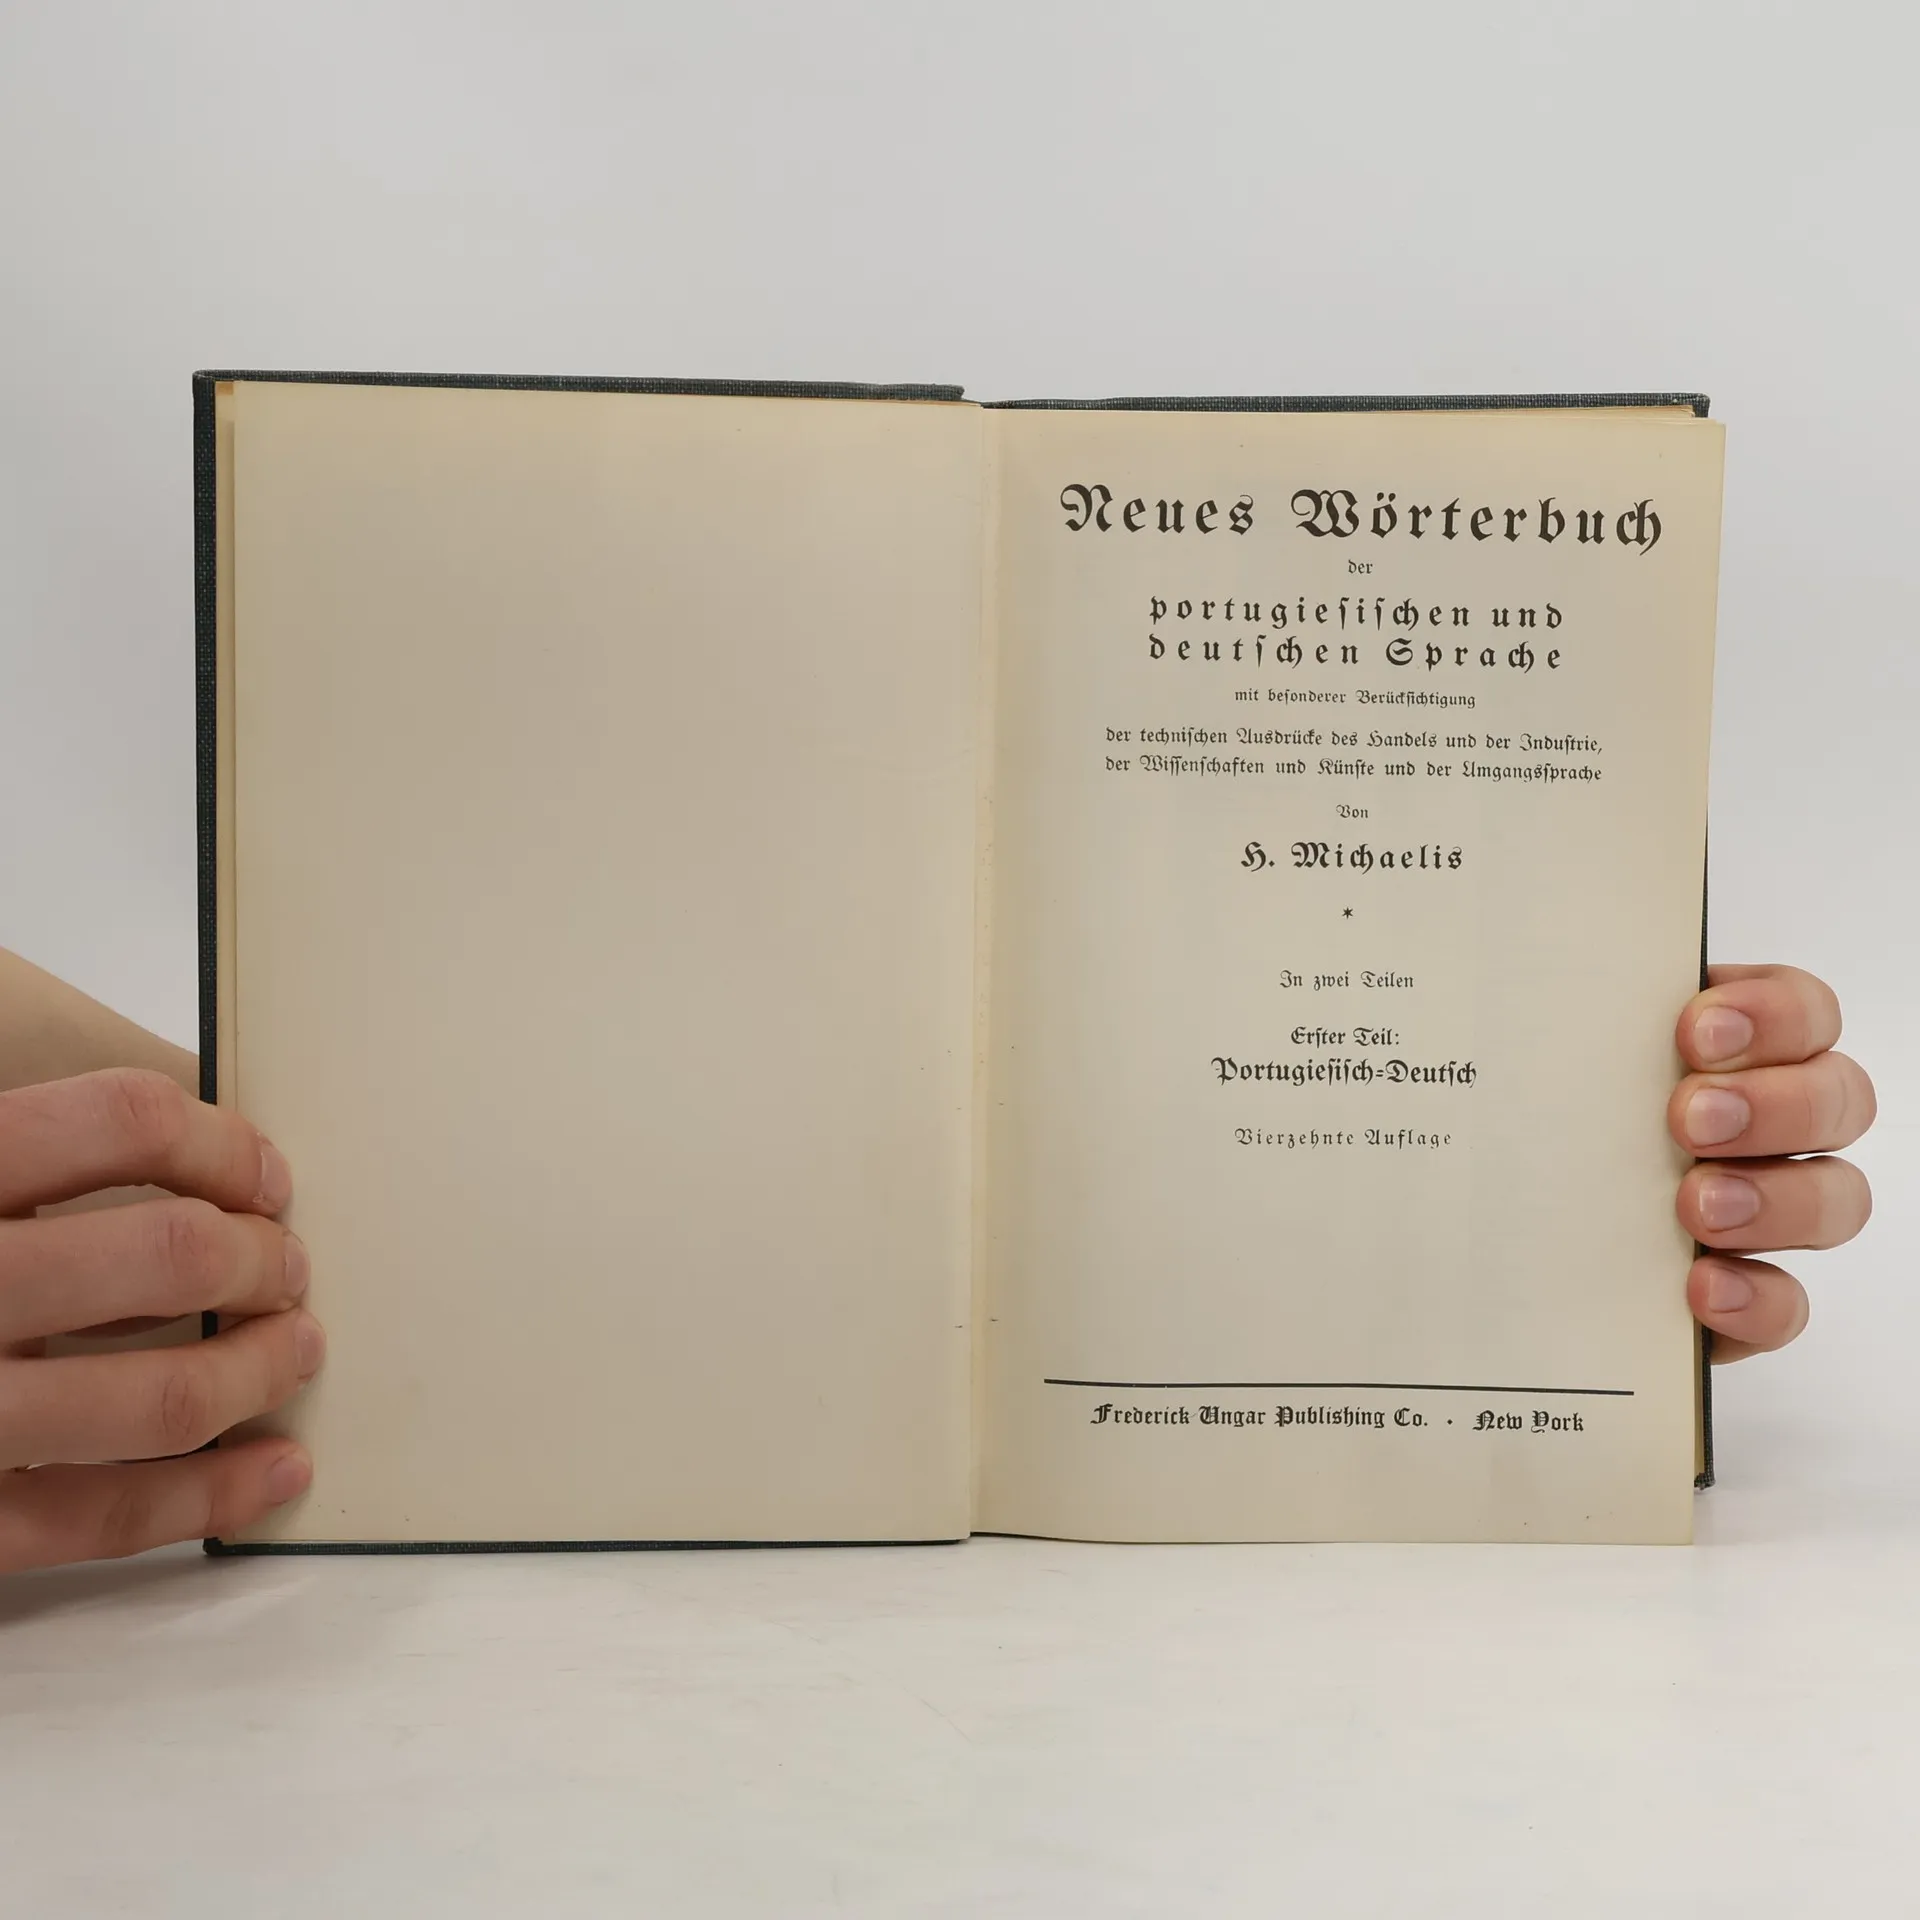 Neues Wörterbuch
der
portugieſiſchen und
deutſchen Sprache
mit beſonderer Berückſichtigung
der techniſchen Ausdrücke des Handels und der Induſtrie,
der Wiſſenſchaften und Künſte und der Umgangsſprache
Von
H. Michaelis
*
In zwei Teilen
Erſter Teil:
Portugieſiſch=Deutſch
Vierzehnte Auflage
Frederick Ungar Publishing Co. · New York